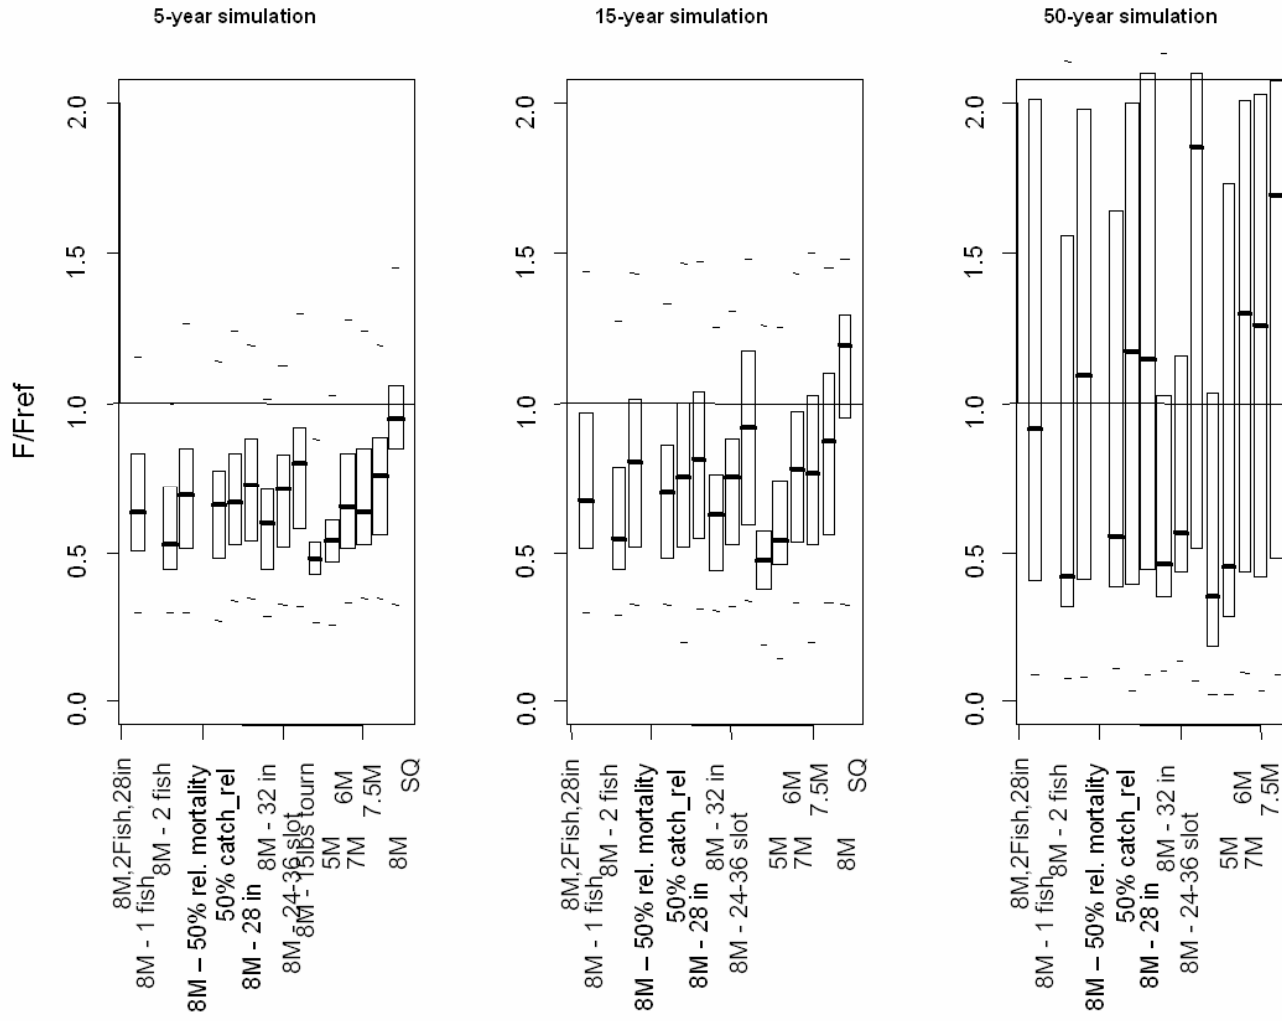 5-year simulation
15-year simulation
50-year simulation
F/Fref
2.0
1.5
1.0
0.5
0.0
8M,2Fish,28in
8M - 1 fish
8M - 2 fish
8M – 50% rel. mortality
50% catch_rel
8M - 28 in
8M - 32 in
8M - 24-36 slot
8M - 15lbs tourn
5M
6M
7M
7.5M
8M
SQ
2.0
1.5
1.0
0.5
0.0
8M,2Fish,28in
8M - 1 fish
8M - 2 fish
8M – 50% rel. mortality
50% catch_rel
8M - 28 in
8M - 32 in
8M - 24-36 slot
5M
6M
7M
7.5M
8M
SQ
2.0
1.5
1.0
0.5
0.0
8M,2Fish,28in
8M - 1 fish
8M - 2 fish
8M – 50% rel. mortality
50% catch_rel
8M - 28 in
8M - 32 in
8M - 24-36 slot
5M
6M
7M
7.5M